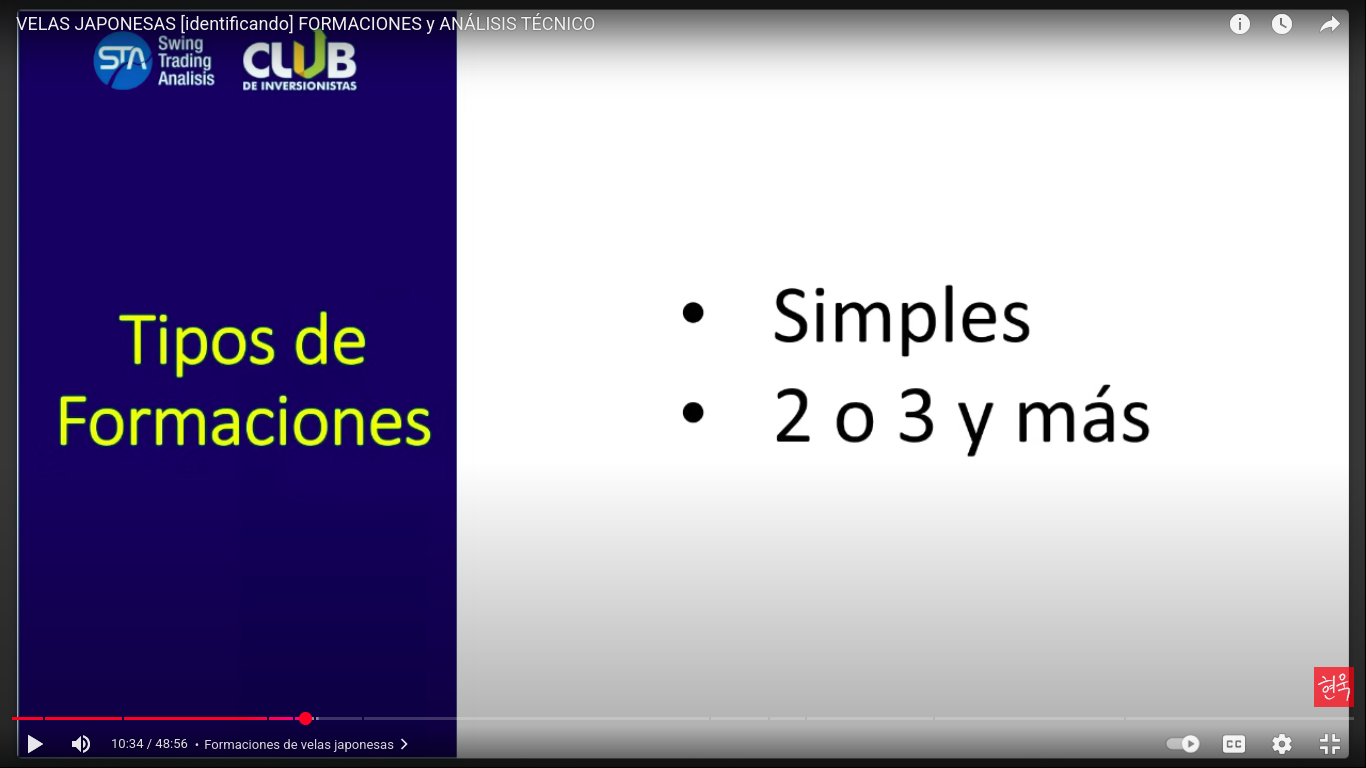 VELAS JAPONESAS [identificando] FORMACIONES y ANÁLISIS TÉCNICO
STA
Swing
Trading
Analisis
CLUB
DE INVERSIONISTAS
Tipos de
Formaciones
• Simples
• 2 o 3 y más
현욱
10:34 / 48:56 • Formaciones de velas japonesas
CC